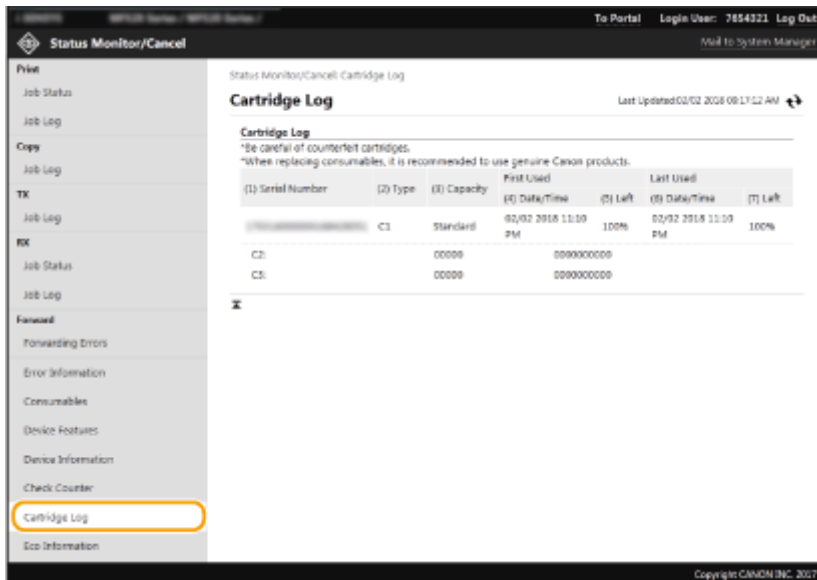 To Portal Login User: 7654321 Log Out
Status Monitor/Cancel
Mail to System Manager
Print
Job Status
Job Log
Copy
Job Log
TX
Job Log
RX
Job Status
Job Log
Forward
Forwarding Errors
Error Information
Consumables
Device Features
Device Information
Check Counter
Cartridge Log
Eco Information
Status Monitor/Cancel: Cartridge Log
Cartridge Log
Last Updated:02/02 2018 08:17:12 AM
Cartridge Log
*Be careful of counterfeit cartridges.
*When replacing consumables, it is recommended to use genuine Canon products.
(1) Serial Number (2) Type (3) Capacity First Used Last Used
(4) Date/Time (5) Left (6) Date/Time (7) Left
C1 Standard 02/02 2018 11:10 PM 100% 02/02 2018 11:10 PM 100%
C2: 00000 0000000000
C3: 00000 0000000000
Copyright CANON INC. 2017